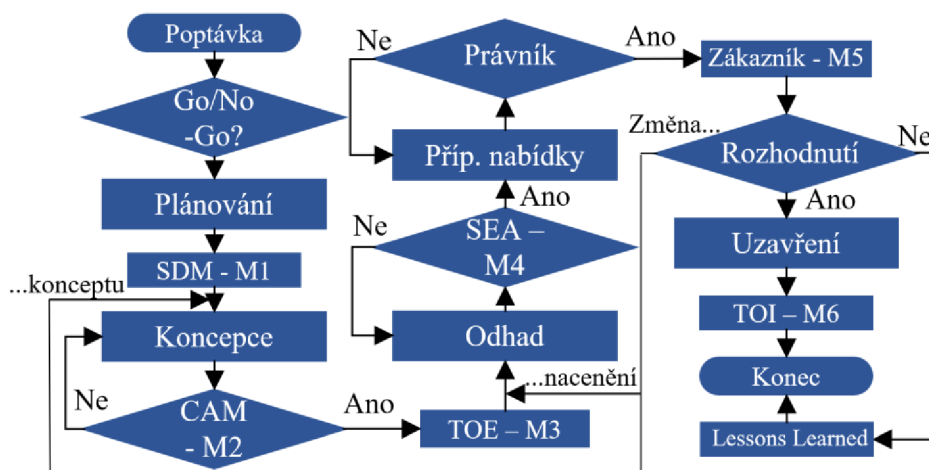 Poptávka
Go/No
-Go?
Plánování
SDM - M1
...konceptu
Koncepce
Ne
CAM
- M2
Ano
TOE – M3
...nacenění
Odhad
Ne
SEA –
M4
Ano
Příp. nabídky
Ne
Právník
Ano
Zákazník - M5
Změna...
Rozhodnutí
Ne
Ano
Uzavření
TOI – M6
Konec
Lessons Learned